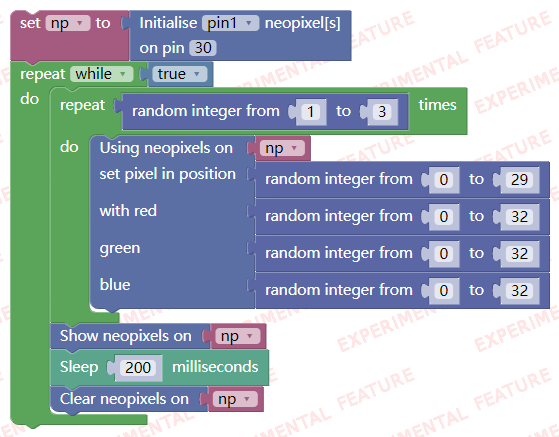 set np to Initialise pin1 neopixel[s]
on pin 30
repeat while true
do repeat random integer from 1 to 3 times
do Using neopixels on np
set pixel in position random integer from 0 to 29
with red random integer from 0 to 32
green random integer from 0 to 32
blue random integer from 0 to 32
Show neopixels on np
Sleep 200 milliseconds
Clear neopixels on np
EXPERIMENTAL FEATURE